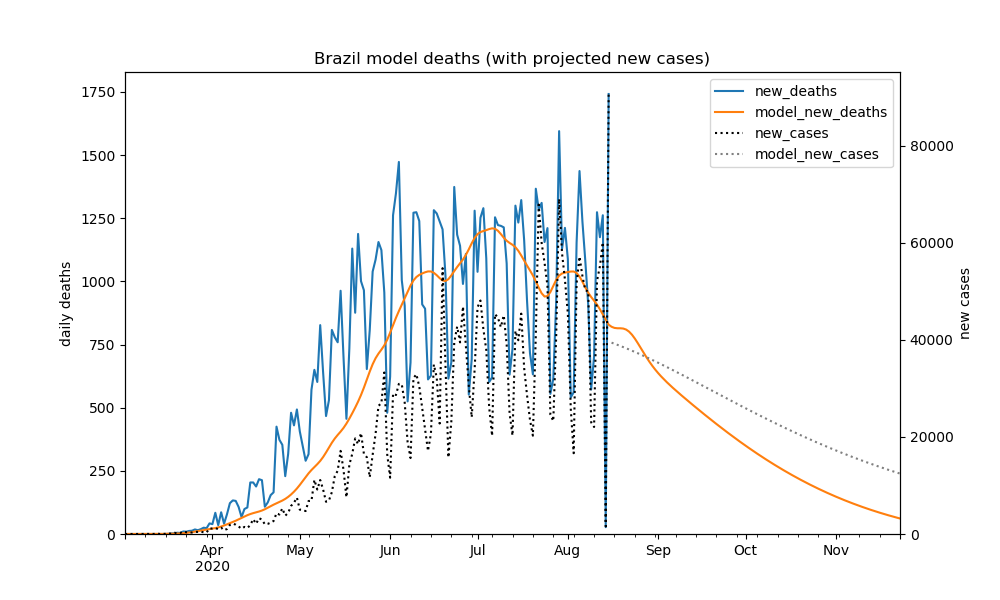 Brazil model deaths (with projected new cases)
new_deaths
model_new_deaths
new_cases
model_new_cases
daily deaths
1750
1500
1250
1000
750
500
250
0
80000
60000
40000
20000
0
new cases
Apr May Jun Jul Aug Sep Oct Nov
2020